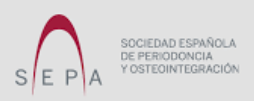 SEPA
SOCIEDAD ESPAÑOLA
DE PERIODONCIA
Y OSTEOINTEGRACIÓN